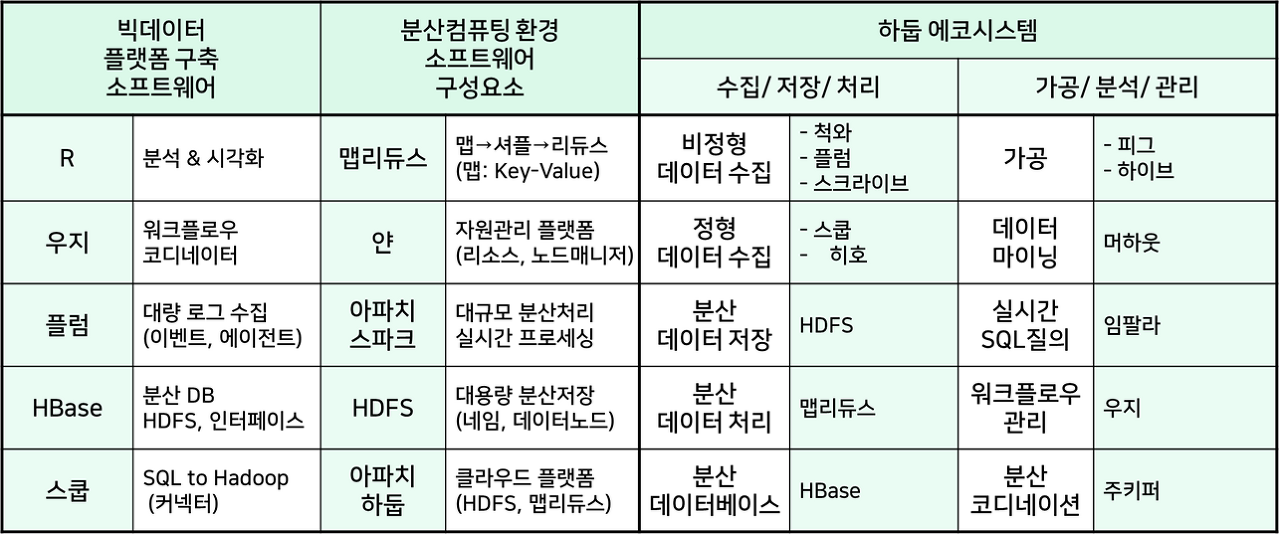 빅데이터
플랫폼 구축
소프트웨어
분산컴퓨팅 환경
소프트웨어
구성요소
하둡 에코시스템
수집/ 저장/ 처리
가공/ 분석/ 관리
R
분석 & 시각화
맵리듀스
맵→셔플→리듀스
(맵: Key-Value)
비정형
데이터 수집
- 척와
- 플럼
- 스크라이브
가공
- 피그
- 하이브
우지
워크플로우
코디네이터
얀
자원관리 플랫폼
(리소스, 노드매니저)
정형
데이터 수집
- 스쿱
- 히호
데이터
마이닝
머하웃
플럼
대량 로그 수집
(이벤트, 에이전트)
아파치
스파크
대규모 분산처리
실시간 프로세싱
분산
데이터 저장
HDFS
실시간
SQL질의
임팔라
HBase
분산 DB
HDFS, 인터페이스
HDFS
대용량 분산저장
(네임, 데이터노드)
분산
데이터 처리
맵리듀스
워크플로우
관리
우지
스쿱
SQL to Hadoop
(커넥터)
아파치
하둡
클라우드 플랫폼
(HDFS, 맵리듀스)
분산
데이터베이스
HBase
분산
코디네이션
주키퍼